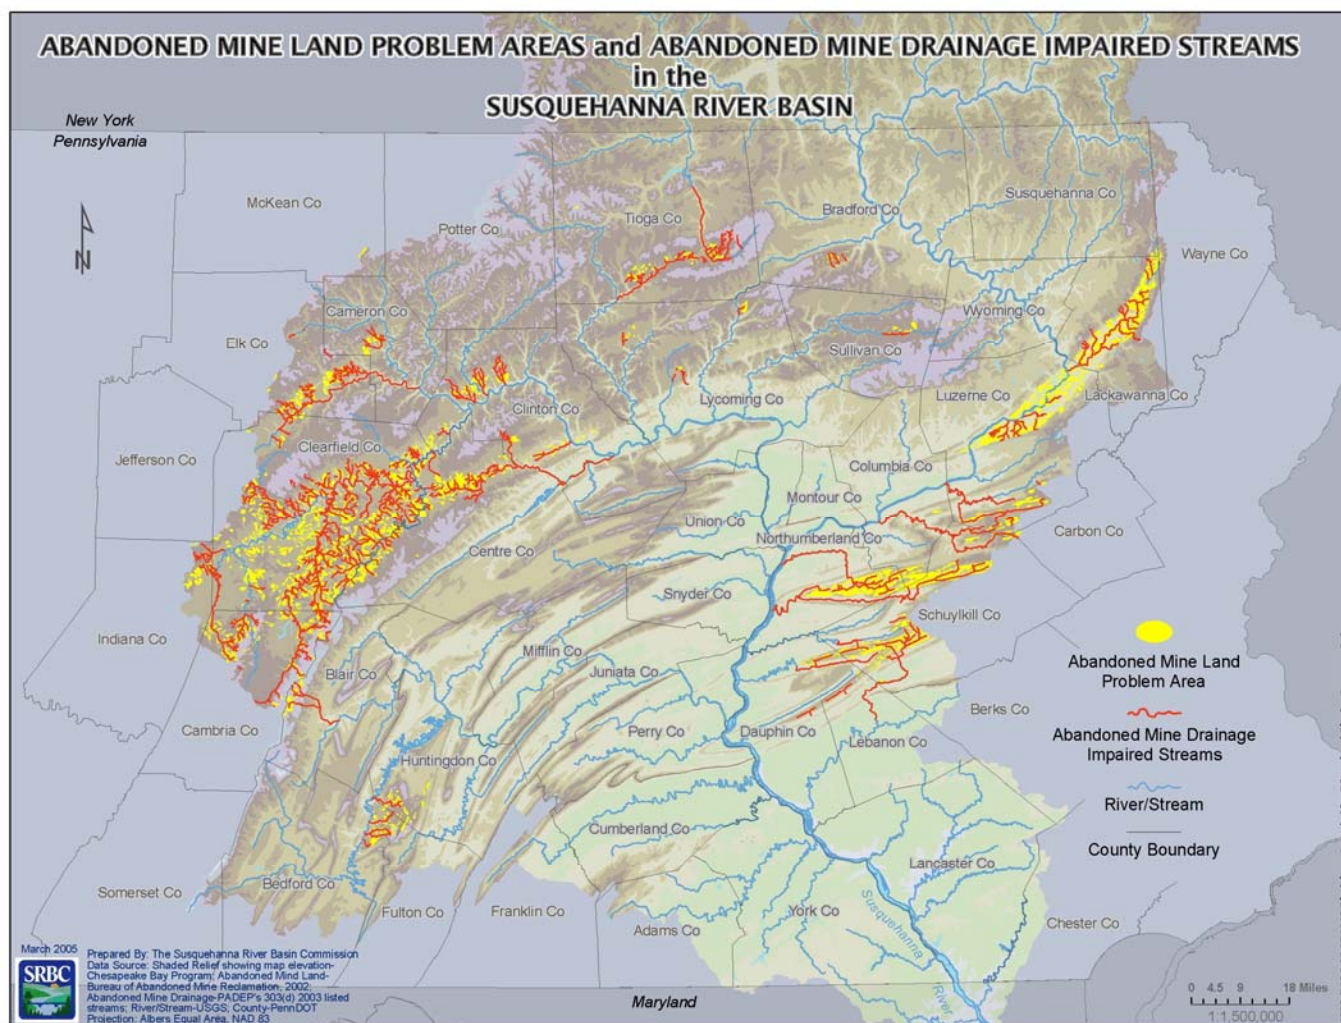 ABANDONED MINE LAND PROBLEM AREAS and ABANDONED MINE DRAINAGE IMPAIRED STREAMS
in the
SUSQUEHANNA RIVER BASIN
New York
Pennsylvania
N
McKean Co
Potter Co
Tioga Co
Bradford Co
Susquehanna Co
Wayne Co
Cameron Co
Elk Co
Wyoming Co
Sullivan Co
Lycoming Co
Clinton Co
Luzerne Co
Lackawanna Co
Clearfield Co
Jefferson Co
Columbia Co
Montour Co
Union Co
Northumberland Co
Carbon Co
Centre Co
Snyder Co
Schuylkill Co
Indiana Co
Mifflin Co
Juniata Co
Blair Co
Cambria Co
Perry Co
Dauphin Co
Lebanon Co
Berks Co
Huntingdon Co
Cumberland Co
Lancaster Co
Somerset Co
Bedford Co
Fulton Co
Franklin Co
Adams Co
York Co
Chester Co
Susquehanna
River
Abandoned Mine Land
Problem Area
Abandoned Mine Drainage
Impaired Streams
River/Stream
County Boundary
March 2005
SRBC
Prepared By: The Susquehanna River Basin Commission
Data Source: Shaded Relief showing map elevation-
Chesapeake Bay Program; Abandoned Mind Land-
Bureau of Abandoned Mine Reclamation, 2002;
Abandoned Mine Drainage-PADEP's 303(d) 2003 listed
streams; River/Stream-USGS; County-PennDOT
Projection: Albers Equal Area, NAD 83
Maryland
0 4.5 9 18 Miles
1:1,500,000